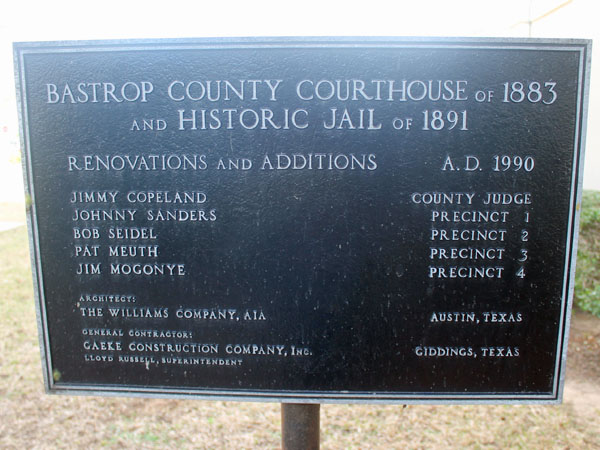 BASTROP COUNTY COURTHOUSE OF 1883
AND HISTORIC JAIL OF 1891
RENOVATIONS AND ADDITIONS A.D. 1990
JIMMY COPELAND COUNTY JUDGE
JOHNNY SANDERS PRECINCT 1
BOB SEIDEL PRECINCT 2
PAT MEUTH PRECINCT 3
JIM MOGONYE PRECINCT 4
ARCHITECT:
THE WILLIAMS COMPANY, AIA AUSTIN, TEXAS
GENERAL CONTRACTOR:
GAEKE CONSTRUCTION COMPANY, INC. GIDDINGS, TEXAS
LLOYD RUSSELL, SUPERINTENDENT